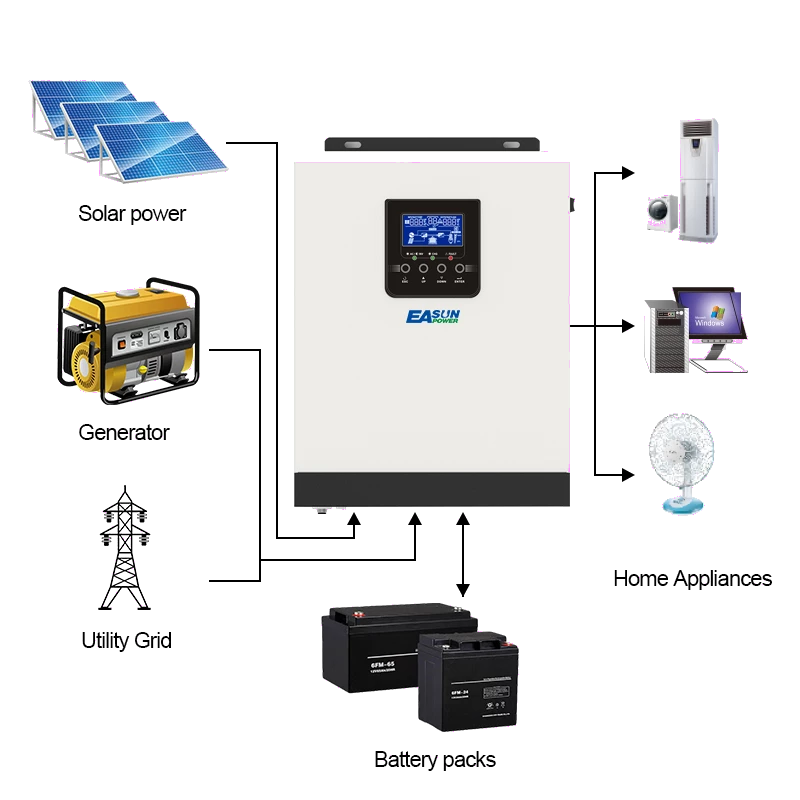 Solar power
Generator
Utility Grid
ESC
UP
DOWN
ENTER
EASUN
POWER
Windows
Home Appliances
6FM-65
6FM-34
Battery packs